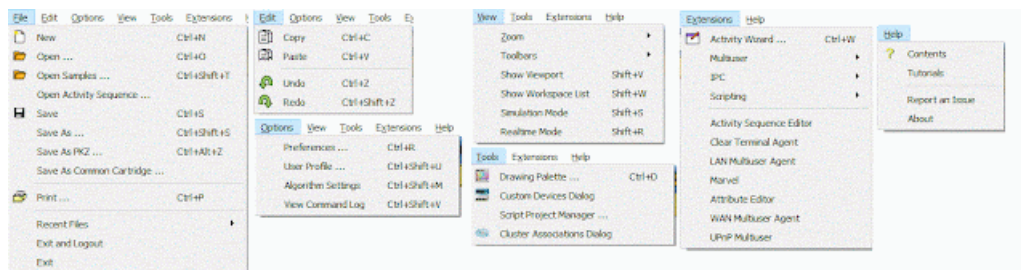 File Edit Options View Tools Extensions
New Ctrl+N
Open ... Ctrl+O
Open Samples ... Ctrl+Shift+T
Open Activity Sequence ...
Save Ctrl+S
Save As ... Ctrl+Shift+S
Save As PKZ ... Ctrl+Alt+Z
Save As Common Cartridge ...
Print ... Ctrl+P
Recent Files
Exit and Logout
Exit
Edit Options View Tools
Copy Ctrl+C
Paste Ctrl+V
Undo Ctrl+Z
Redo Ctrl+Shift+Z
Options View Tools Extensions Help
Preferences ... Ctrl+R
User Profile ... Ctrl+Shift+U
Algorithm Settings Ctrl+Shift+M
View Command Log Ctrl+Shift+V
View Tools Extensions Help
Zoom
Toolbars
Show Viewport Shift+V
Show Workspace List Shift+W
Simulation Mode Shift+S
Realtime Mode Shift+R
Tools Extensions Help
Drawing Palette ... Ctrl+D
Custom Devices Dialog
Script Project Manager ...
Cluster Associations Dialog
Extensions Help
Activity Wizard ... Ctrl+W
Multiuser
IPC
Scripting
Activity Sequence Editor
Clear Terminal Agent
LAN Multiuser Agent
Marvel
Attribute Editor
WAN Multiuser Agent
UPnP Multiuser
Help
Contents
Tutorials
Report an Issue
About